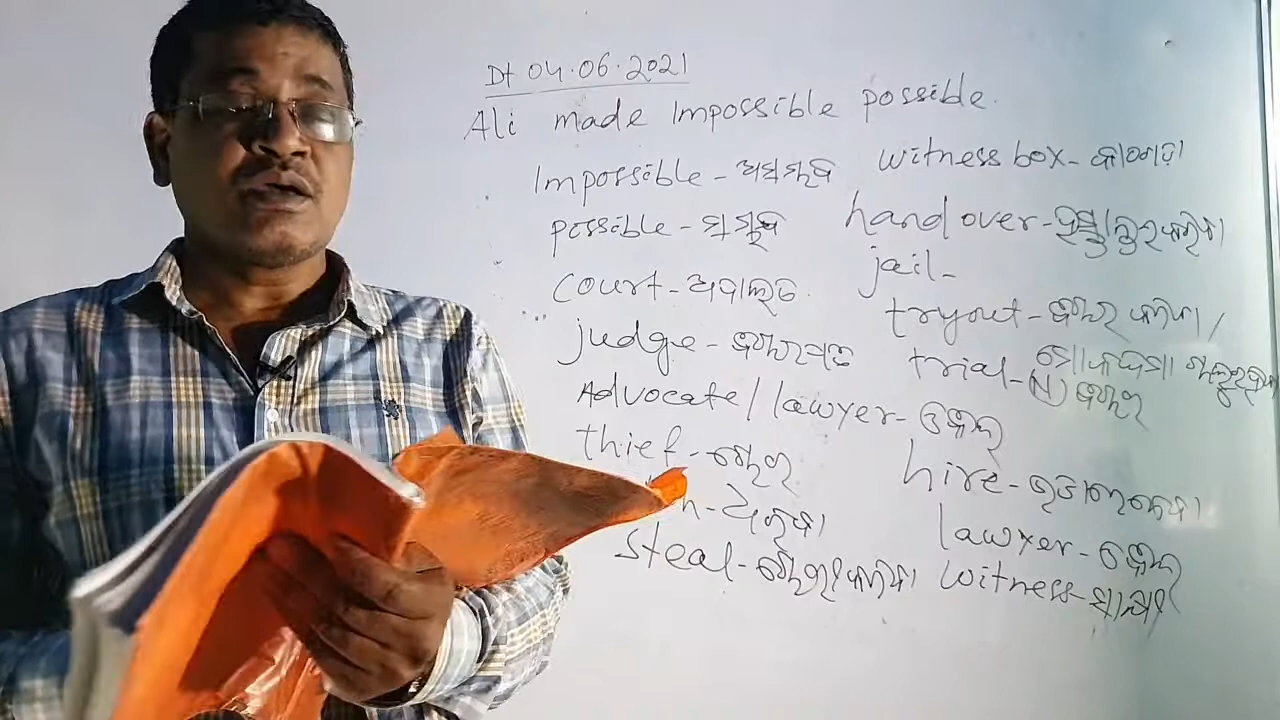 Dt 04.06.2021
Ali made Impossible possible.
Impossible - ଅସମ୍ଭବ
possible - ସମ୍ଭବ
court - ଅଦାଲତ
judge - ବିଚାରପତି
Advocate / lawyer - ଓକିଲ
thief - ଚୋର
steal - ଚୋରୀ କରିବା
witness box - କାଠଗଡ଼ା
hand over - ହସ୍ତାନ୍ତର କରିବା
jail -
tryout - ବିଚାର କରିବା /
trial - (N) ବିଚାର
hire - ଭଡାରେ ନେବା
lawyer - ଓକିଲ
witness - ସାକ୍ଷୀ